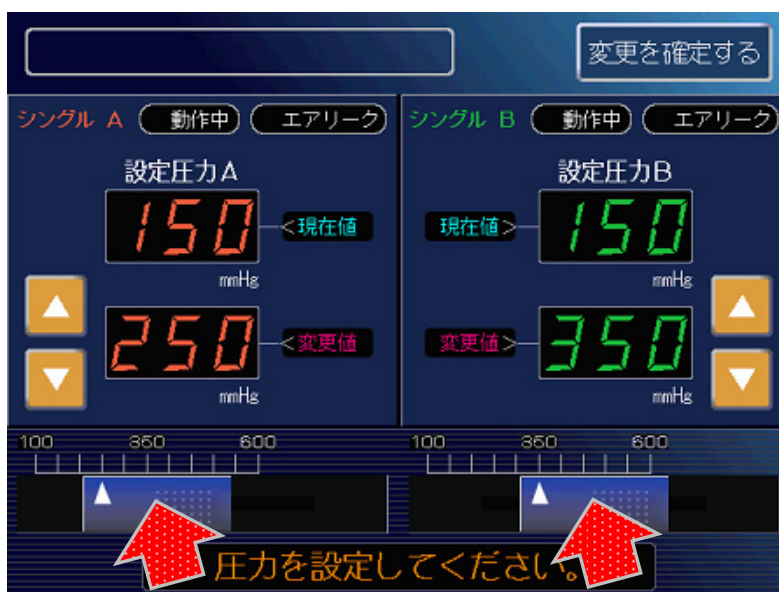 変更を確定する
シングル A 動作中 エアリーク
シングル B 動作中 エアリーク
設定圧力A
150 <現在値
mmHg
250 <変更値
mmHg
設定圧力B
現在値> 150
mmHg
変更値> 350
mmHg
100 350 600
100 350 600
圧力を設定してください。